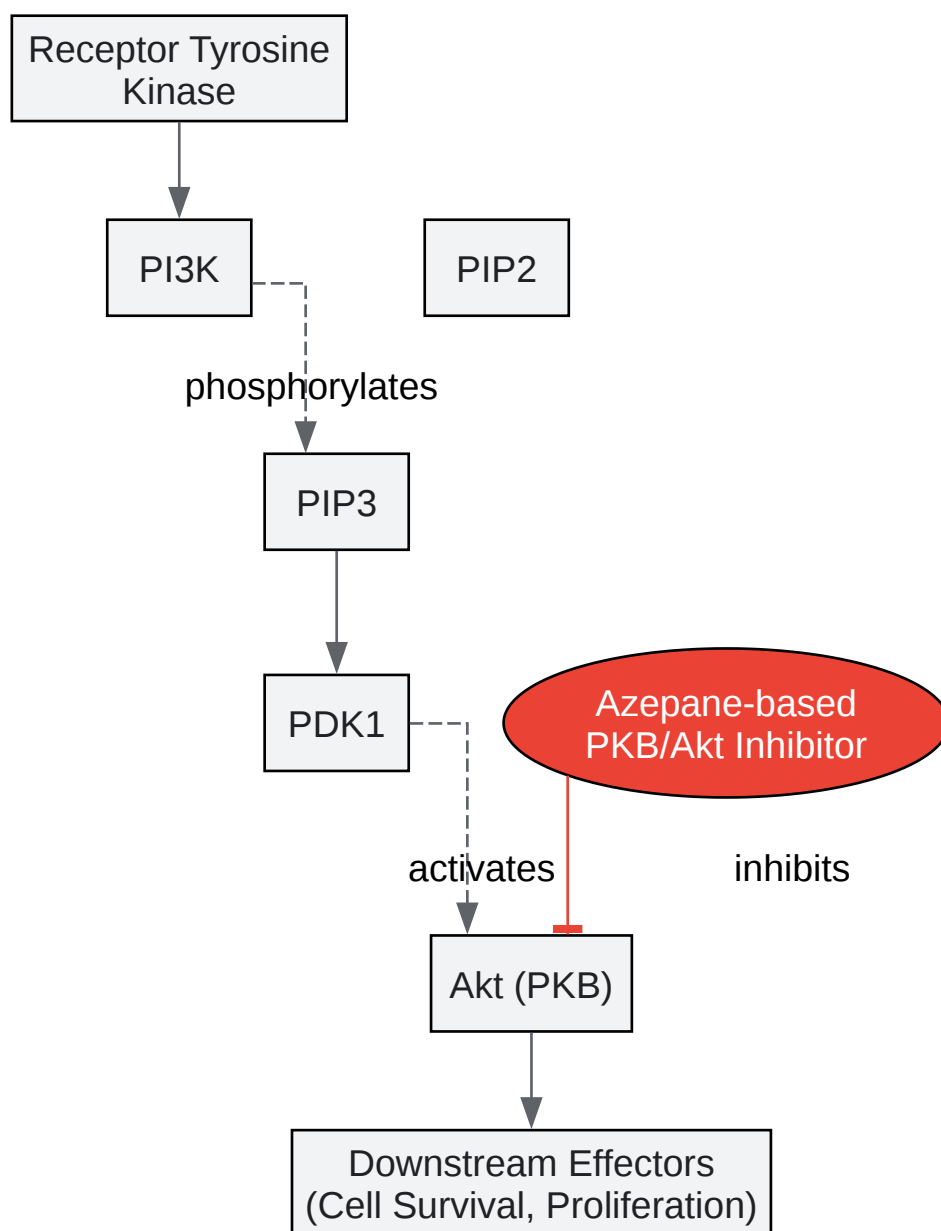 Receptor Tyrosine
Kinase
PI3K
PIP2
phosphorylates
PIP3
PDK1
Azepane-based
PKB/Akt Inhibitor
activates
inhibits
Akt (PKB)
Downstream Effectors
(Cell Survival, Proliferation)